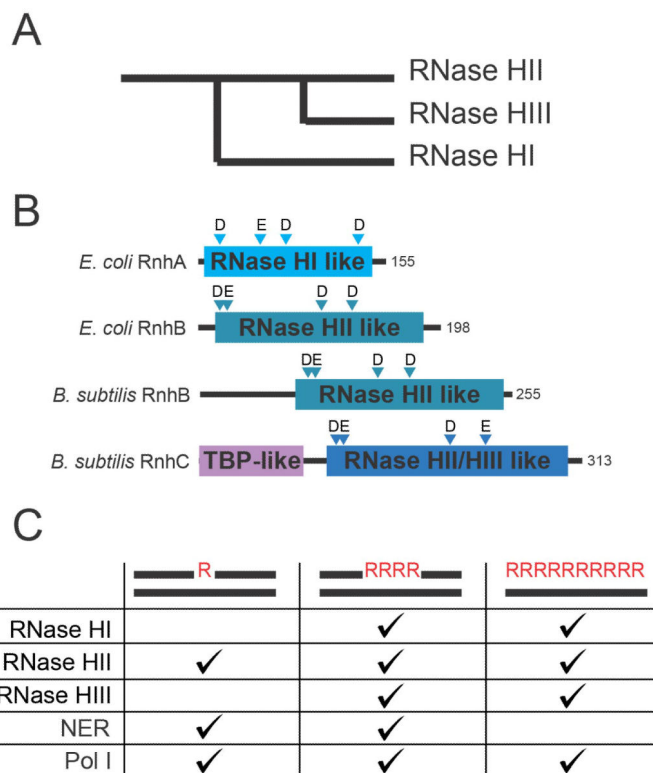 A
RNase HII
RNase HIII
RNase HI
B
D E D D
E. coli RnhA RNase HI like 155
DE D D
E. coli RnhB RNase HII like 198
DE D D
B. subtilis RnhB RNase HII like 255
DE D E
B. subtilis RnhC TBP-like RNase HII/HIII like 313
C
R RRRR RRRRRRRRRR
RNase HI ✓ ✓
RNase HII ✓ ✓ ✓
RNase HIII ✓ ✓
NER ✓ ✓
Pol I ✓ ✓ ✓